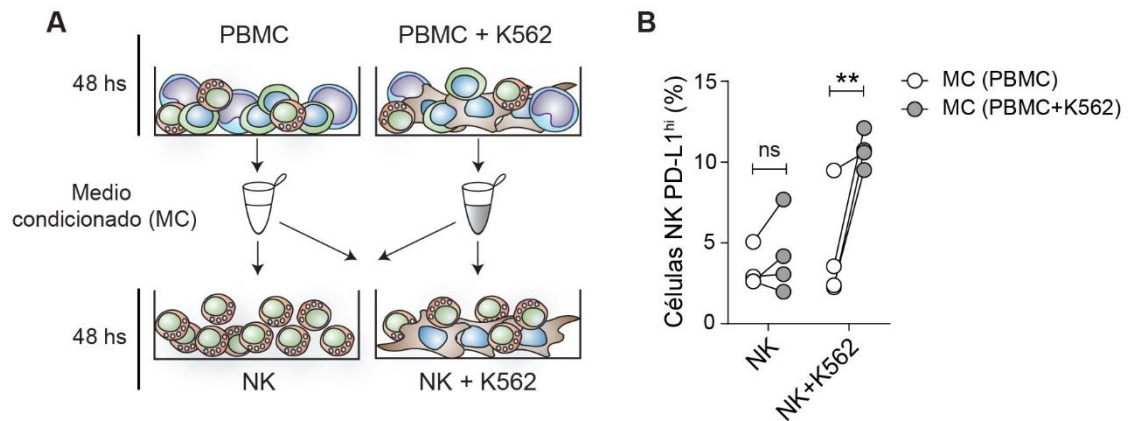 A
PBMC
PBMC + K562
48 hs
Medio
condicionado (MC)
48 hs
NK
NK + K562
B
Células NK PD-L1hi (%)
15
10
5
0
ns
**
NK
NK+K562
MC (PBMC)
MC (PBMC+K562)